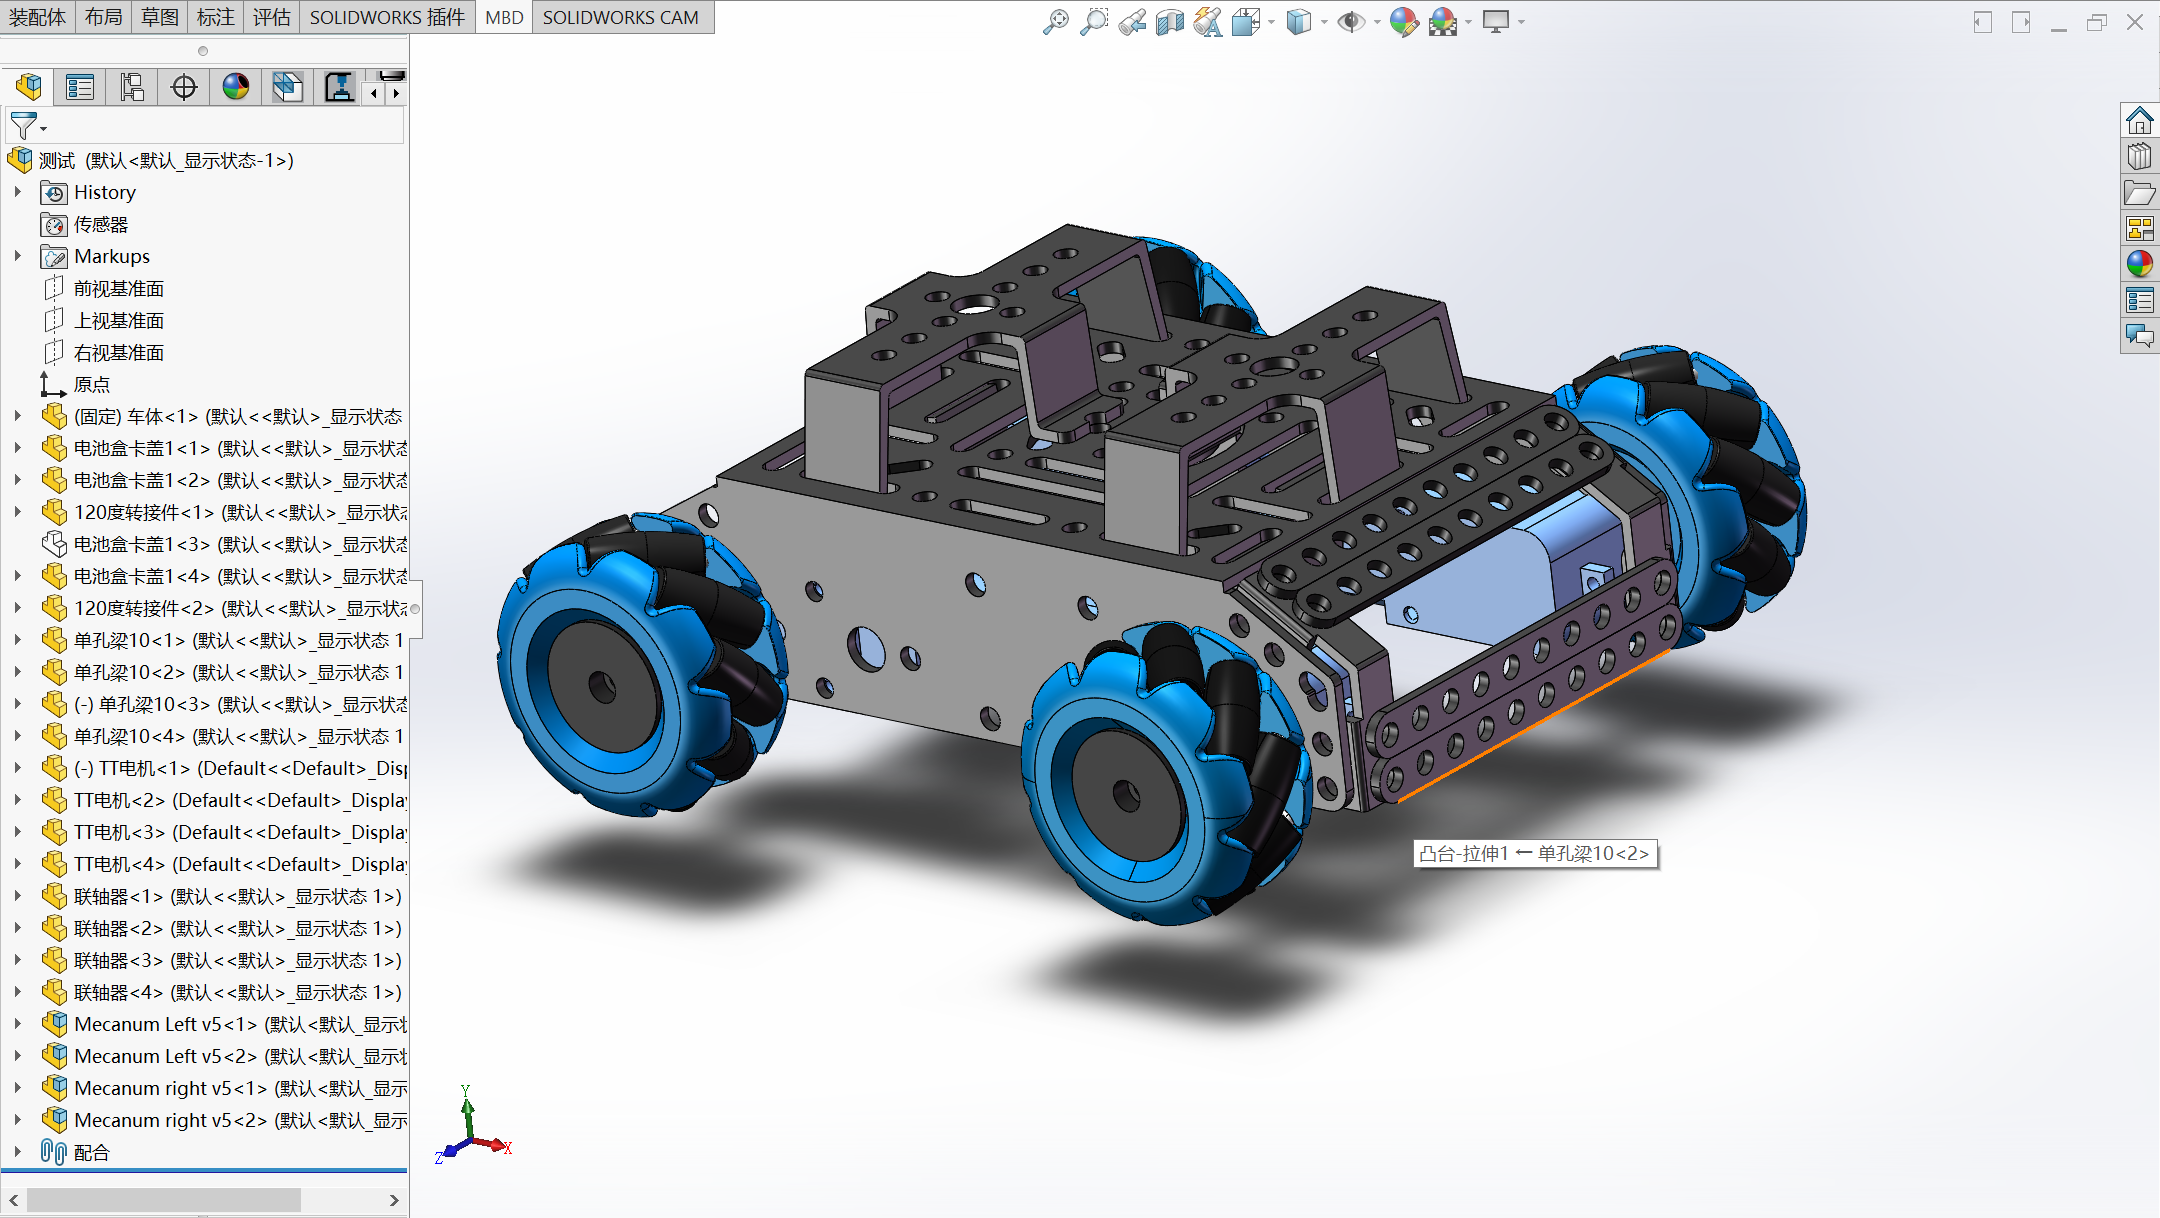 装配体 布局 草图 标注 评估 SOLIDWORKS 插件 MBD SOLIDWORKS CAM
测试 (默认<默认_显示状态-1>)
History
传感器
Markups
前视基准面
上视基准面
右视基准面
原点
(固定) 车体<1> (默认<<默认>_显示状态
电池盒卡盖1<1> (默认<<默认>_显示状态
电池盒卡盖1<2> (默认<<默认>_显示状态
120度转接件<1> (默认<<默认>_显示状态
电池盒卡盖1<3> (默认<<默认>_显示状态
电池盒卡盖1<4> (默认<<默认>_显示状态
120度转接件<2> (默认<<默认>_显示状态
单孔梁10<1> (默认<<默认>_显示状态 1
单孔梁10<2> (默认<<默认>_显示状态 1
(-) 单孔梁10<3> (默认<<默认>_显示状态
单孔梁10<4> (默认<<默认>_显示状态 1
(-) TT电机<1> (Default<<Default>_Disp
TT电机<2> (Default<<Default>_Display
TT电机<3> (Default<<Default>_Display
TT电机<4> (Default<<Default>_Display
联轴器<1> (默认<<默认>_显示状态 1>)
联轴器<2> (默认<<默认>_显示状态 1>)
联轴器<3> (默认<<默认>_显示状态 1>)
联轴器<4> (默认<<默认>_显示状态 1>)
Mecanum Left v5<1> (默认<默认_显示状
Mecanum Left v5<2> (默认<默认_显示状
Mecanum right v5<1> (默认<默认_显示
Mecanum right v5<2> (默认<默认_显示
配合
凸台-拉伸1 ← 单孔梁10<2>
Y
X
Z